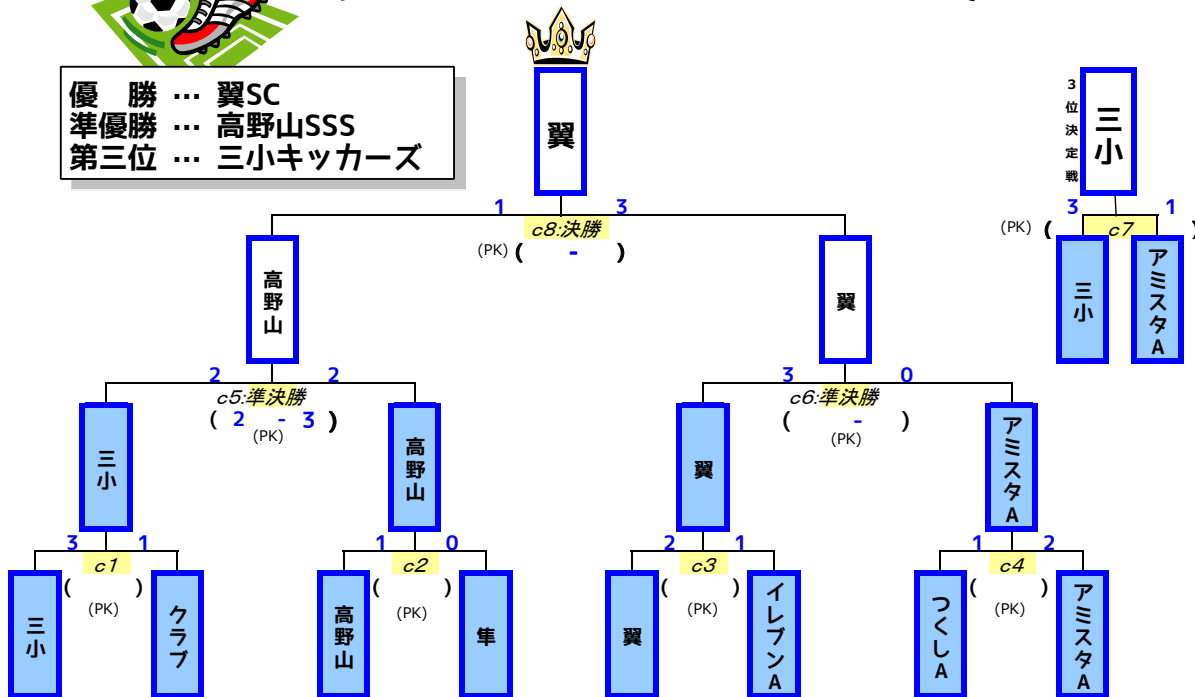 優　勝 … 翼SC
準優勝 … 高野山SSS
第三位 … 三小キッカーズ
翼
3位決定戦
三小
1 3
c8:決勝
(PK) ( - )
3 1
c7
(PK) ( )
三小
アミスタA
高野山
翼
2 2
c5:準決勝
( 2 - 3 )
(PK)
3 0
c6:準決勝
( - )
(PK)
三小
高野山
翼
アミスタA
3 1
c1
( )
(PK)
1 0
c2
( )
(PK)
2 1
c3
( )
(PK)
1 2
c4
( )
(PK)
三小
クラブ
高野山
隼
翼
イレブンA
つくしA
アミスタA